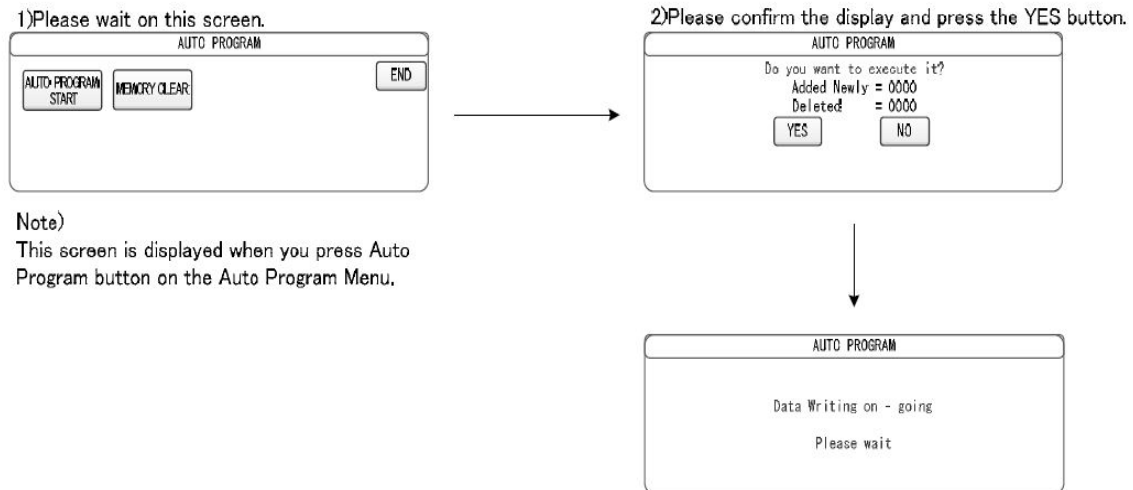 1)Please wait on this screen.
AUTO PROGRAM
AUTO PROGRAM
START
MEMORY CLEAR
END
Note)
This screen is displayed when you press Auto
Program button on the Auto Program Menu.
2)Please confirm the display and press the YES button.
AUTO PROGRAM
Do you want to execute it?
Added Newly = 0000
Deleted = 0000
YES NO
AUTO PROGRAM
Data Writing on - going
Please wait